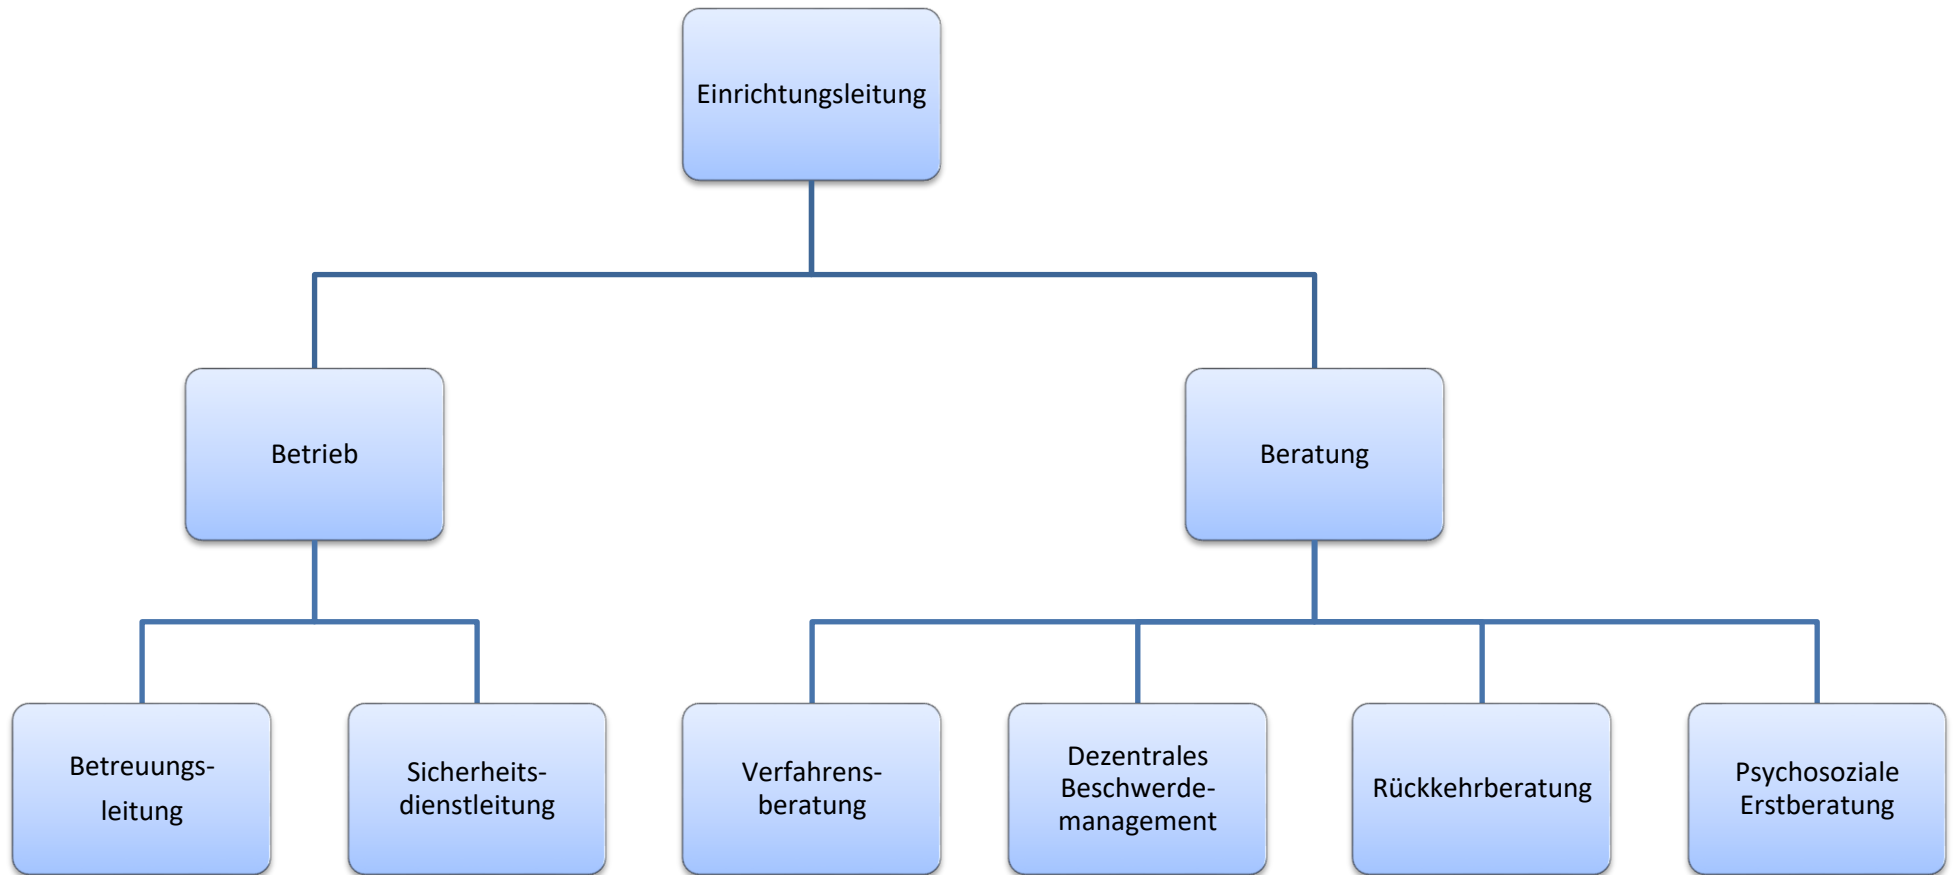 Einrichtungsleitung
Betrieb
Beratung
Betreuungs-
leitung
Sicherheits-
dienstleitung
Verfahrens-
beratung
Dezentrales
Beschwerde-
management
Rückkehrberatung
Psychosoziale
Erstberatung